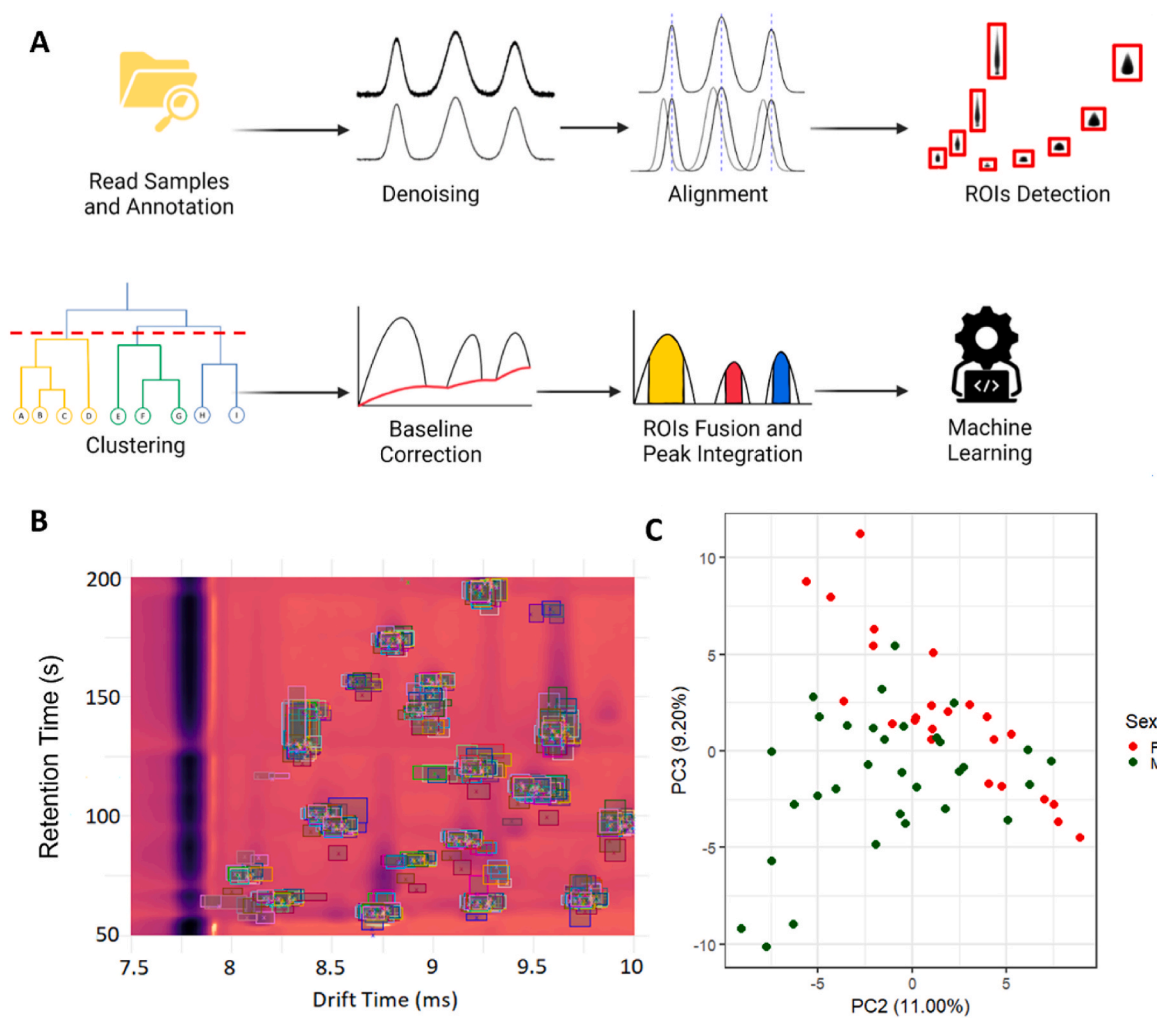 A
Read Samples
and Annotation
Denoising
Alignment
ROIs Detection
A
B
C
D
E
F
G
H
I
Clustering
Baseline
Correction
ROIs Fusion and
Peak Integration
</>
Machine
Learning
B
Retention Time (s)
200
150
100
50
7.5
8
8.5
9
9.5
10
Drift Time (ms)
C
PC3 (9.20%)
10
5
0
-5
-10
-5
0
5
PC2 (11.00%)
Sex
F
M